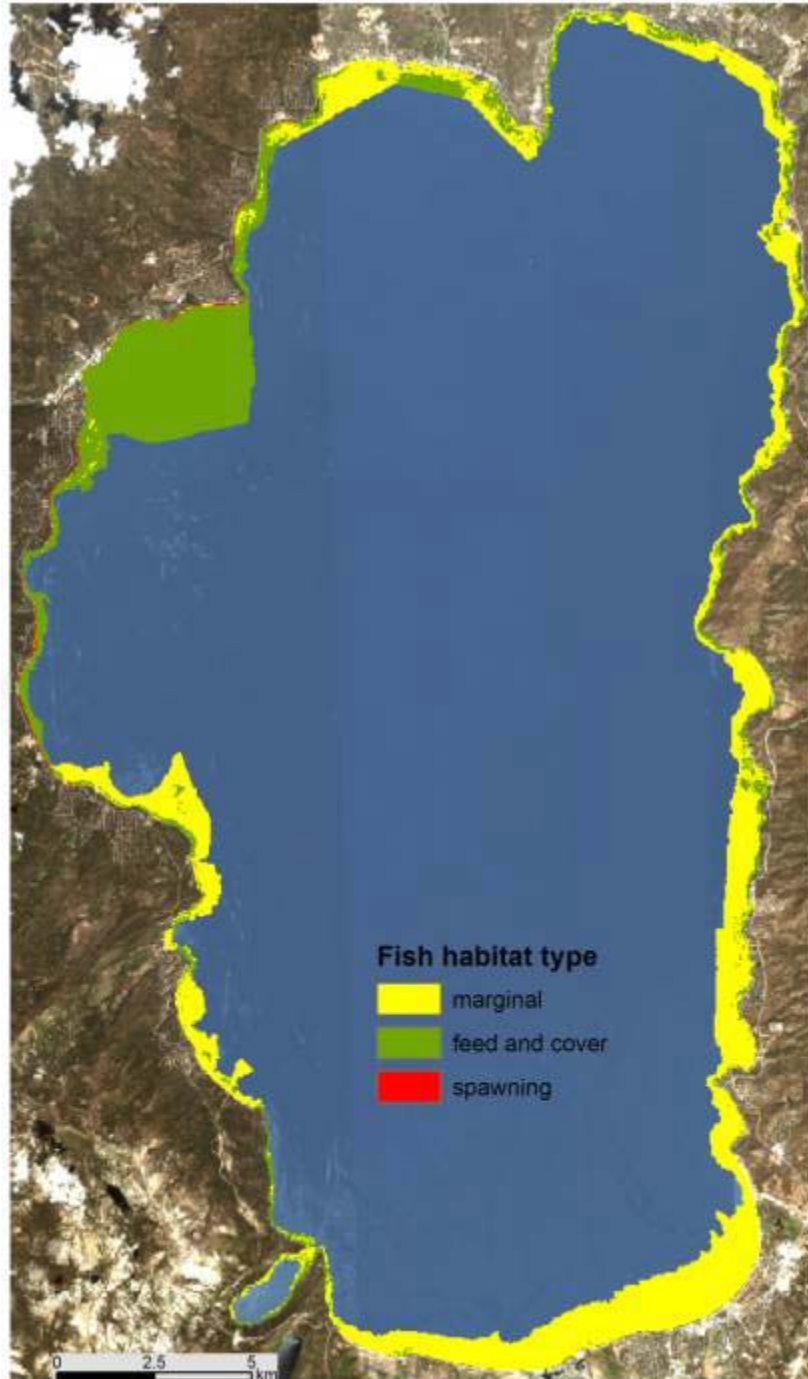 Fish habitat type
marginal
feed and cover
spawning
0 2.5 5
km